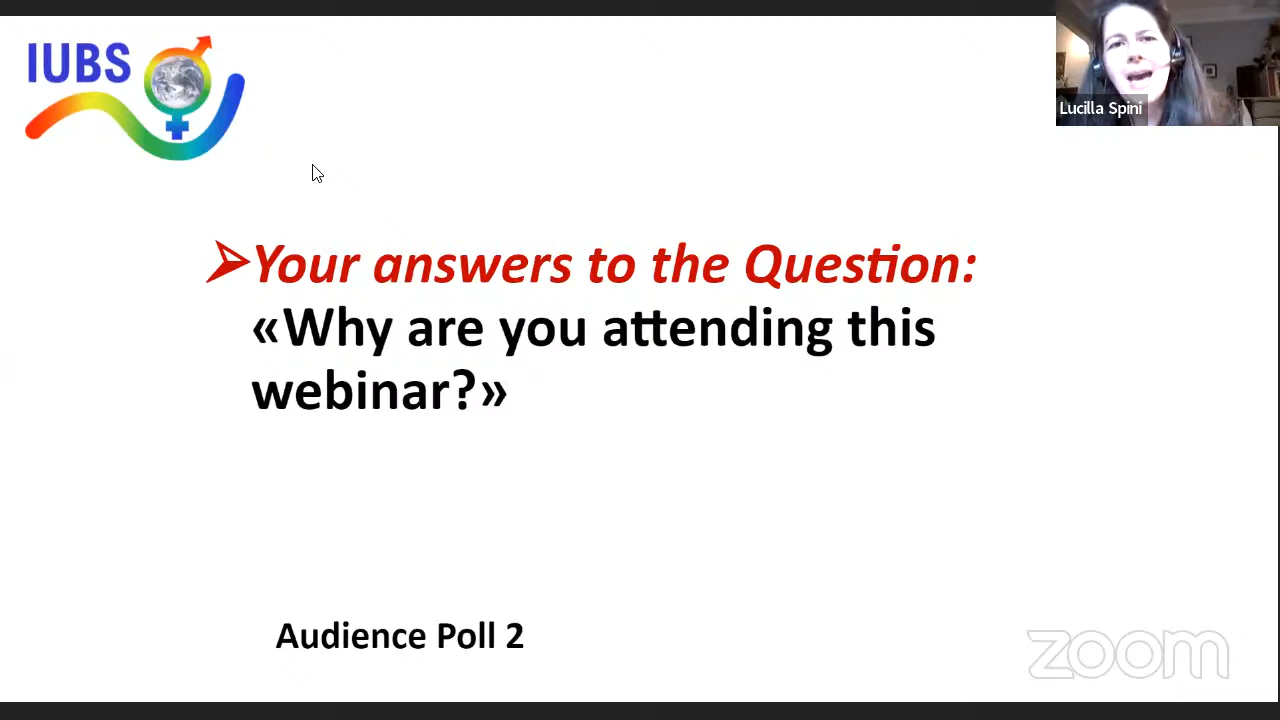 IUBS
Lucilla Spini
Your answers to the Question:
«Why are you attending this
webinar?»
Audience Poll 2
zoom